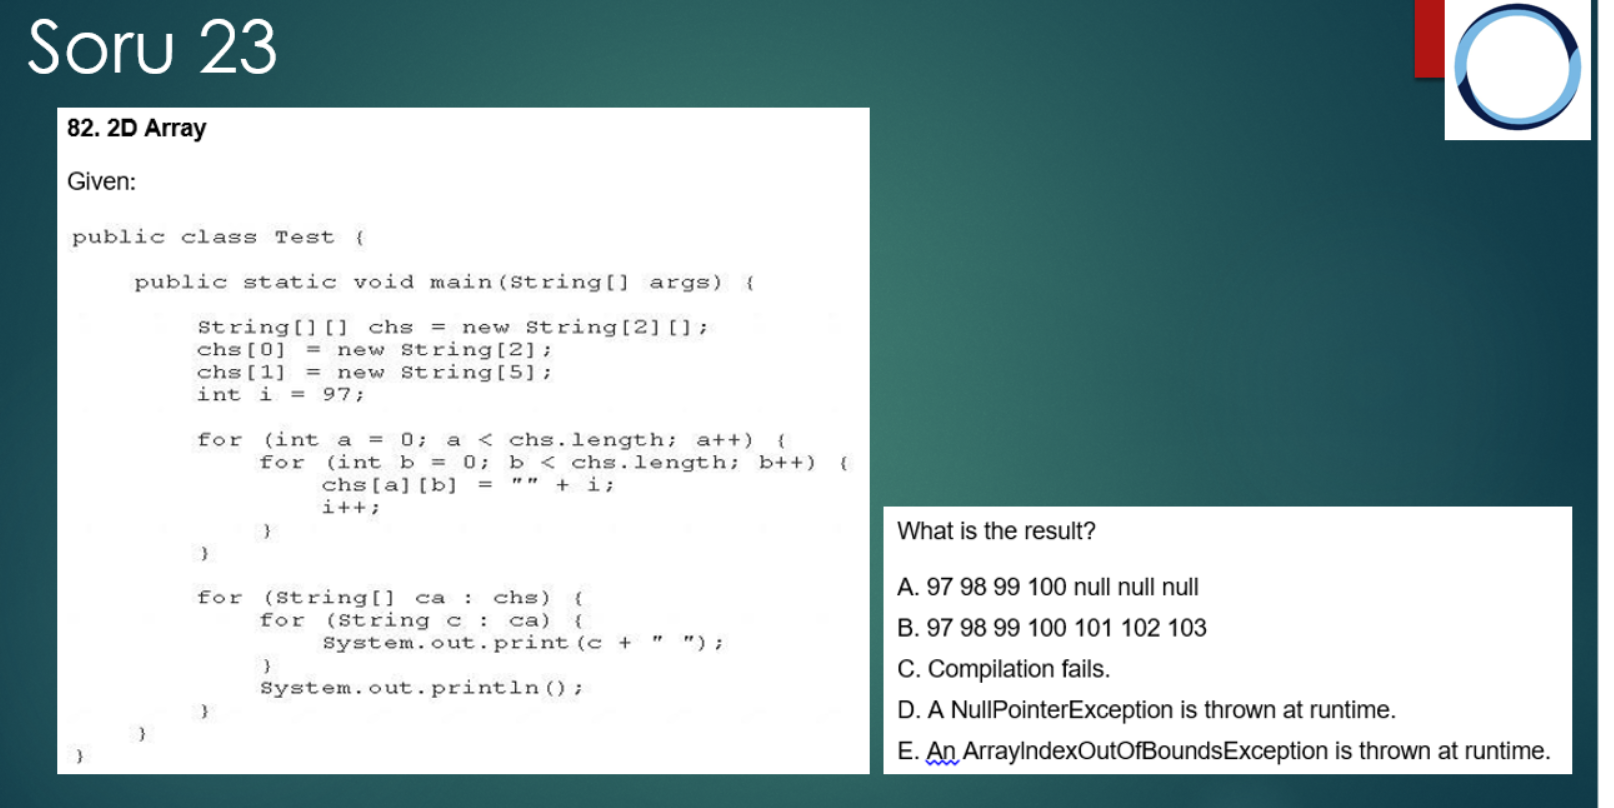 Soru 23
82. 2D Array
Given:
public class Test {
public static void main(String[] args) {
String[][] chs = new String[2][];
chs[0] = new String[2];
chs[1] = new String[5];
int i = 97;
for (int a = 0; a < chs.length; a++) {
for (int b = 0; b < chs.length; b++) {
chs[a][b] = "" + i;
i++;
}
}
for (String[] ca : chs) {
for (String c : ca) {
System.out.print(c + " ");
}
System.out.println();
}
}
}
What is the result?
A. 97 98 99 100 null null null
B. 97 98 99 100 101 102 103
C. Compilation fails.
D. A NullPointerException is thrown at runtime.
E. An ArrayIndexOutOfBoundsException is thrown at runtime.